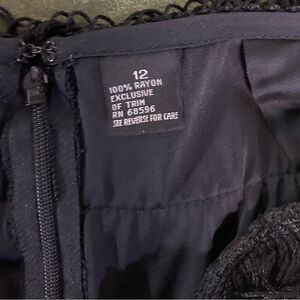 12
100% RAYON
EXCLUSIVE
OF TRIM
RN 68596
SEE REVERSE FOR CARE